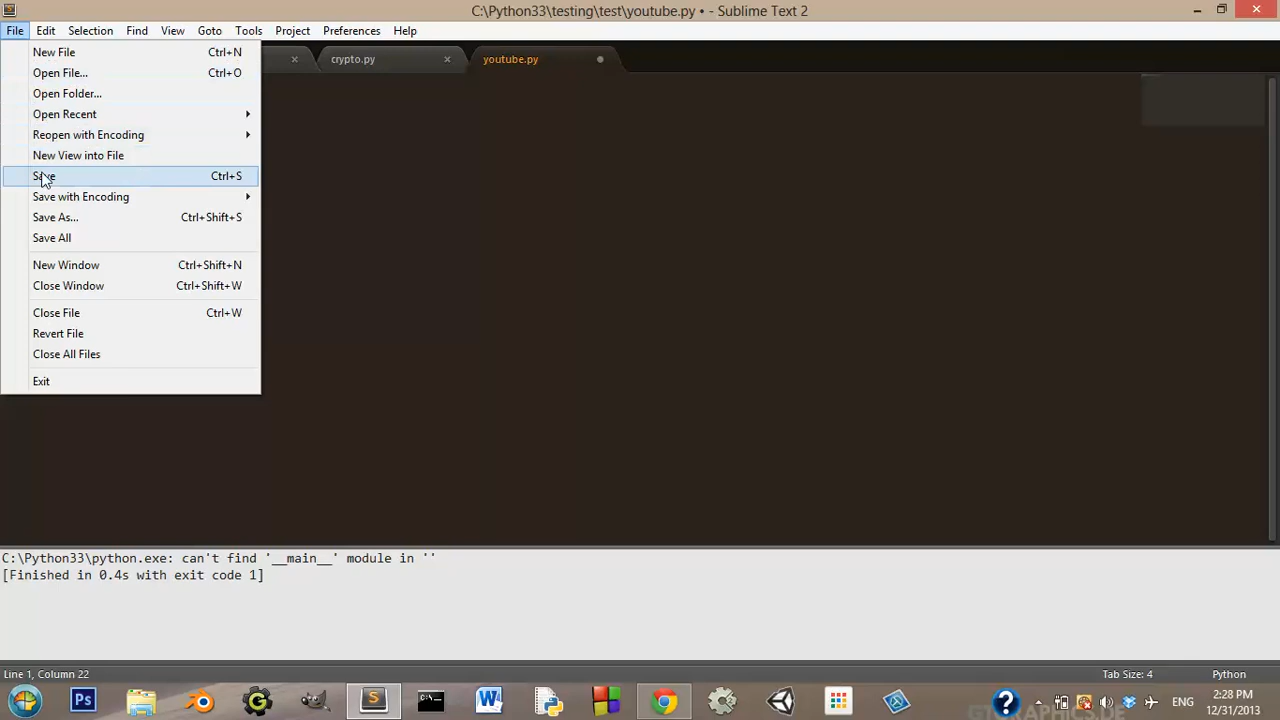 C:\Python33\testing\test\youtube.py • - Sublime Text 2
File Edit Selection Find View Goto Tools Project Preferences Help
crypto.py youtube.py
New File Ctrl+N
Open File... Ctrl+O
Open Folder...
Open Recent
Reopen with Encoding
New View into File
Save Ctrl+S
Save with Encoding
Save As... Ctrl+Shift+S
Save All
New Window Ctrl+Shift+N
Close Window Ctrl+Shift+W
Close File Ctrl+W
Revert File
Close All Files
Exit
C:\Python33\python.exe: can't find '__main__' module in ''
[Finished in 0.4s with exit code 1]
Line 1, Column 22 Tab Size: 4 Python
Ps W ? ENG 2:28 PM
12/31/2013